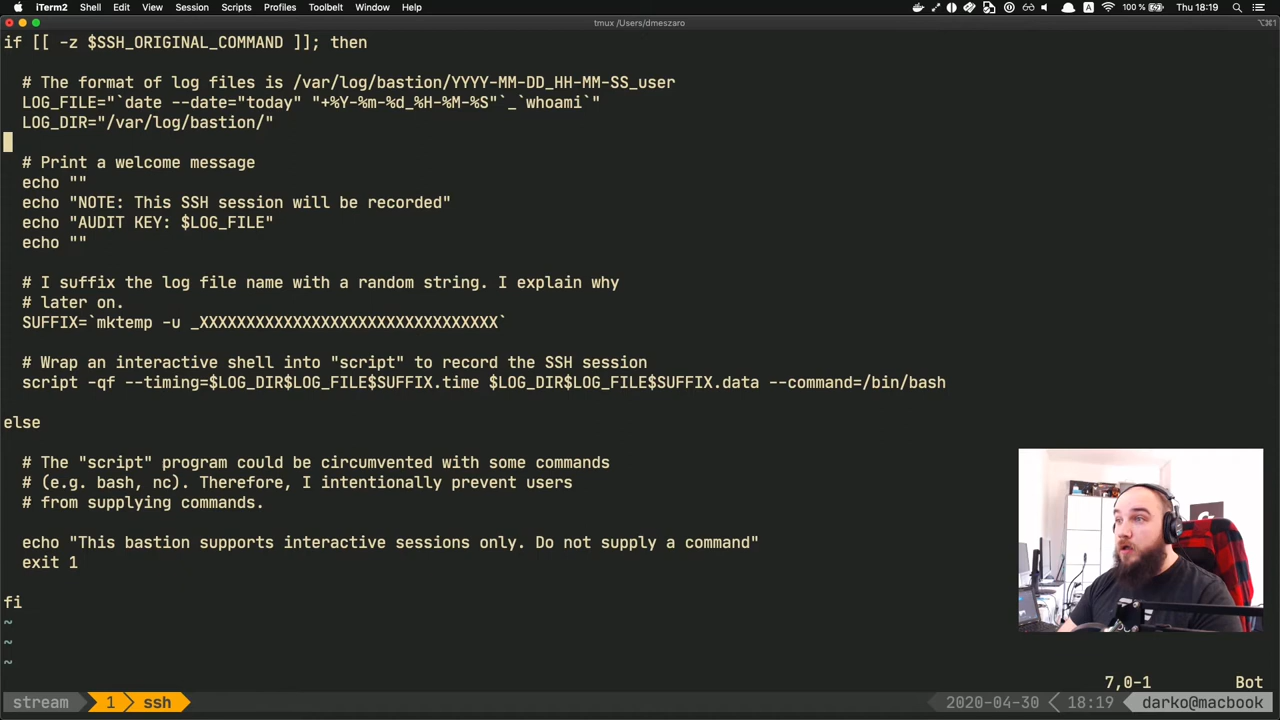 iTerm2 Shell Edit View Session Scripts Profiles Toolbelt Window Help 100 % Thu 18:19
tmux /Users/dmeszaro
if [[ -z $SSH_ORIGINAL_COMMAND ]]; then
# The format of log files is /var/log/bastion/YYYY-MM-DD_HH-MM-SS_user
LOG_FILE="`date --date="today" "+%Y-%m-%d_%H-%M-%S"`_`whoami`"
LOG_DIR="/var/log/bastion/"
# Print a welcome message
echo ""
echo "NOTE: This SSH session will be recorded"
echo "AUDIT KEY: $LOG_FILE"
echo ""
# I suffix the log file name with a random string. I explain why
# later on.
SUFFIX=`mktemp -u _XXXXXXXXXXXXXXXXXXXXXXXXXXXXXXXX`
# Wrap an interactive shell into "script" to record the SSH session
script -qf --timing=$LOG_DIR$LOG_FILE$SUFFIX.time $LOG_DIR$LOG_FILE$SUFFIX.data --command=/bin/bash
else
# The "script" program could be circumvented with some commands
# (e.g. bash, nc). Therefore, I intentionally prevent users
# from supplying commands.
echo "This bastion supports interactive sessions only. Do not supply a command"
exit 1
fi
~
~
~
7,0-1 Bot
stream 1 ssh 2020-04-30 18:19 darko@macbook